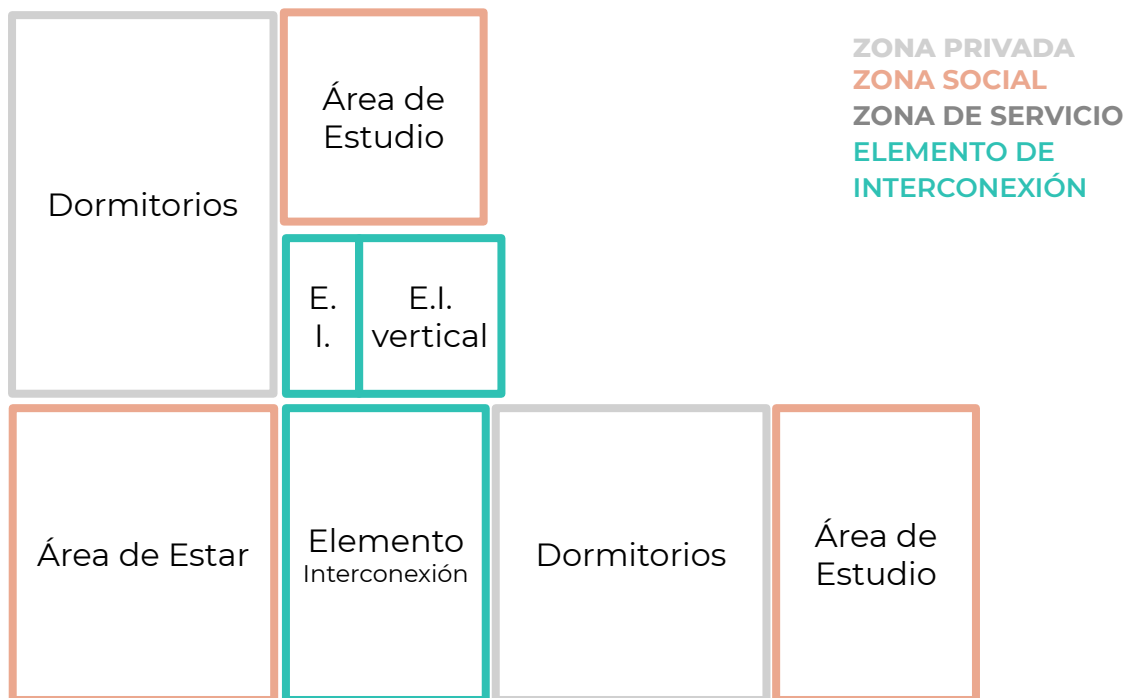 Dormitorios
Área de
Estudio
ZONA PRIVADA
ZONA SOCIAL
ZONA DE SERVICIO
ELEMENTO DE
INTERCONEXIÓN
E.
I.
E.I.
vertical
Área de Estar
Elemento
Interconexión
Dormitorios
Área de
Estudio